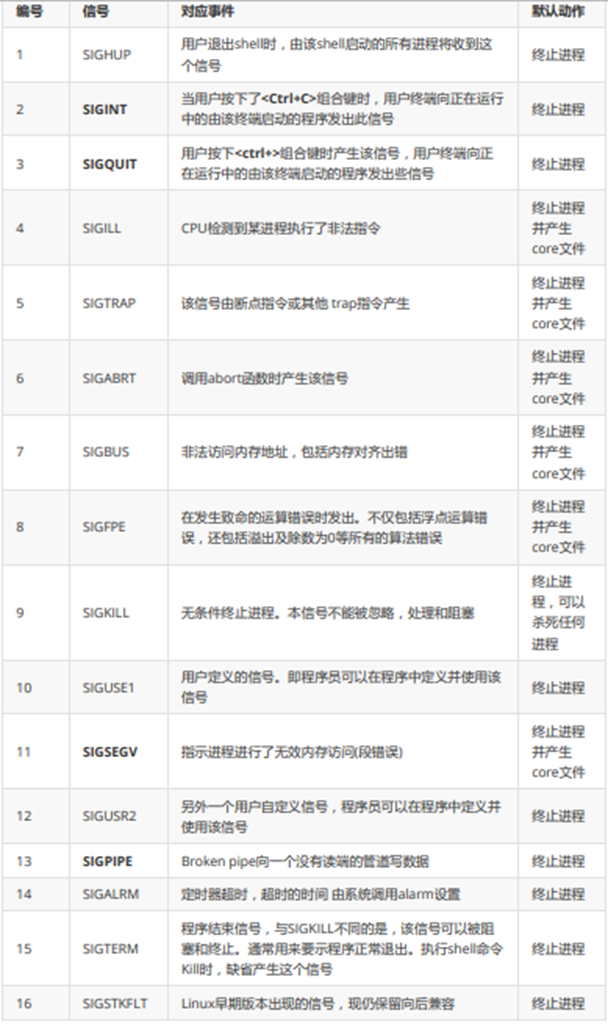 编号 信号 对应事件 默认动作
1 SIGHUP 用户退出shell时，由该shell启动的所有进程将收到这
个信号 终止进程
2 SIGINT 当用户按下了<Ctrl+C>组合键时，用户终端向正在运行
中的由该终端启动的程序发出此信号 终止进程
3 SIGQUIT 用户按下<ctrl+>组合键时产生该信号，用户终端向正
在运行中的由该终端启动的程序发出些信号 终止进程
4 SIGILL CPU检测到某进程执行了非法指令 终止进程
并产生
core文件
5 SIGTRAP 该信号由断点指令或其他 trap指令产生 终止进程
并产生
core文件
6 SIGABRT 调用abort函数时产生该信号 终止进程
并产生
core文件
7 SIGBUS 非法访问内存地址，包括内存对齐出错 终止进程
并产生
core文件
8 SIGFPE 在发生致命的运算错误时发出。不仅包括浮点运算错
误，还包括溢出及除数为0等所有的算法错误 终止进程
并产生
core文件
9 SIGKILL 无条件终止进程。本信号不能被忽略，处理和阻塞 终止进
程，可以
杀死任何
进程
10 SIGUSE1 用户定义的信号。即程序员可以在程序中定义并使用该
信号 终止进程
11 SIGSEGV 指示进程进行了无效内存访问(段错误) 终止进程
并产生
core文件
12 SIGUSR2 另外一个用户自定义信号，程序员可以在程序中定义并
使用该信号 终止进程
13 SIGPIPE Broken pipe向一个没有读端的管道写数据 终止进程
14 SIGALRM 定时器超时，超时的时间 由系统调用alarm设置 终止进程
15 SIGTERM 程序结束信号，与SIGKILL不同的是，该信号可以被阻
塞和终止。通常用来要示程序正常退出。执行shell命令
Kill时，缺省产生这个信号 终止进程
16 SIGSTKFLT Linux早期版本出现的信号，现仍保留向后兼容 终止进程